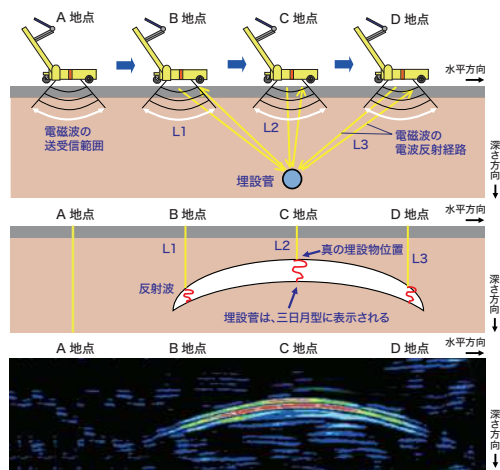 A 地点
B 地点
C 地点
D 地点
水平方向
電磁波の
送受信範囲
L1
L2
L3
電磁波の
電波反射経路
埋設菅
深さ方向
A 地点
B 地点
C 地点
D 地点
水平方向
L1
L2
真の埋設物位置
L3
反射波
埋設菅は、三日月型に表示される
深さ方向
A 地点
B 地点
C 地点
D 地点
水平方向
深さ方向